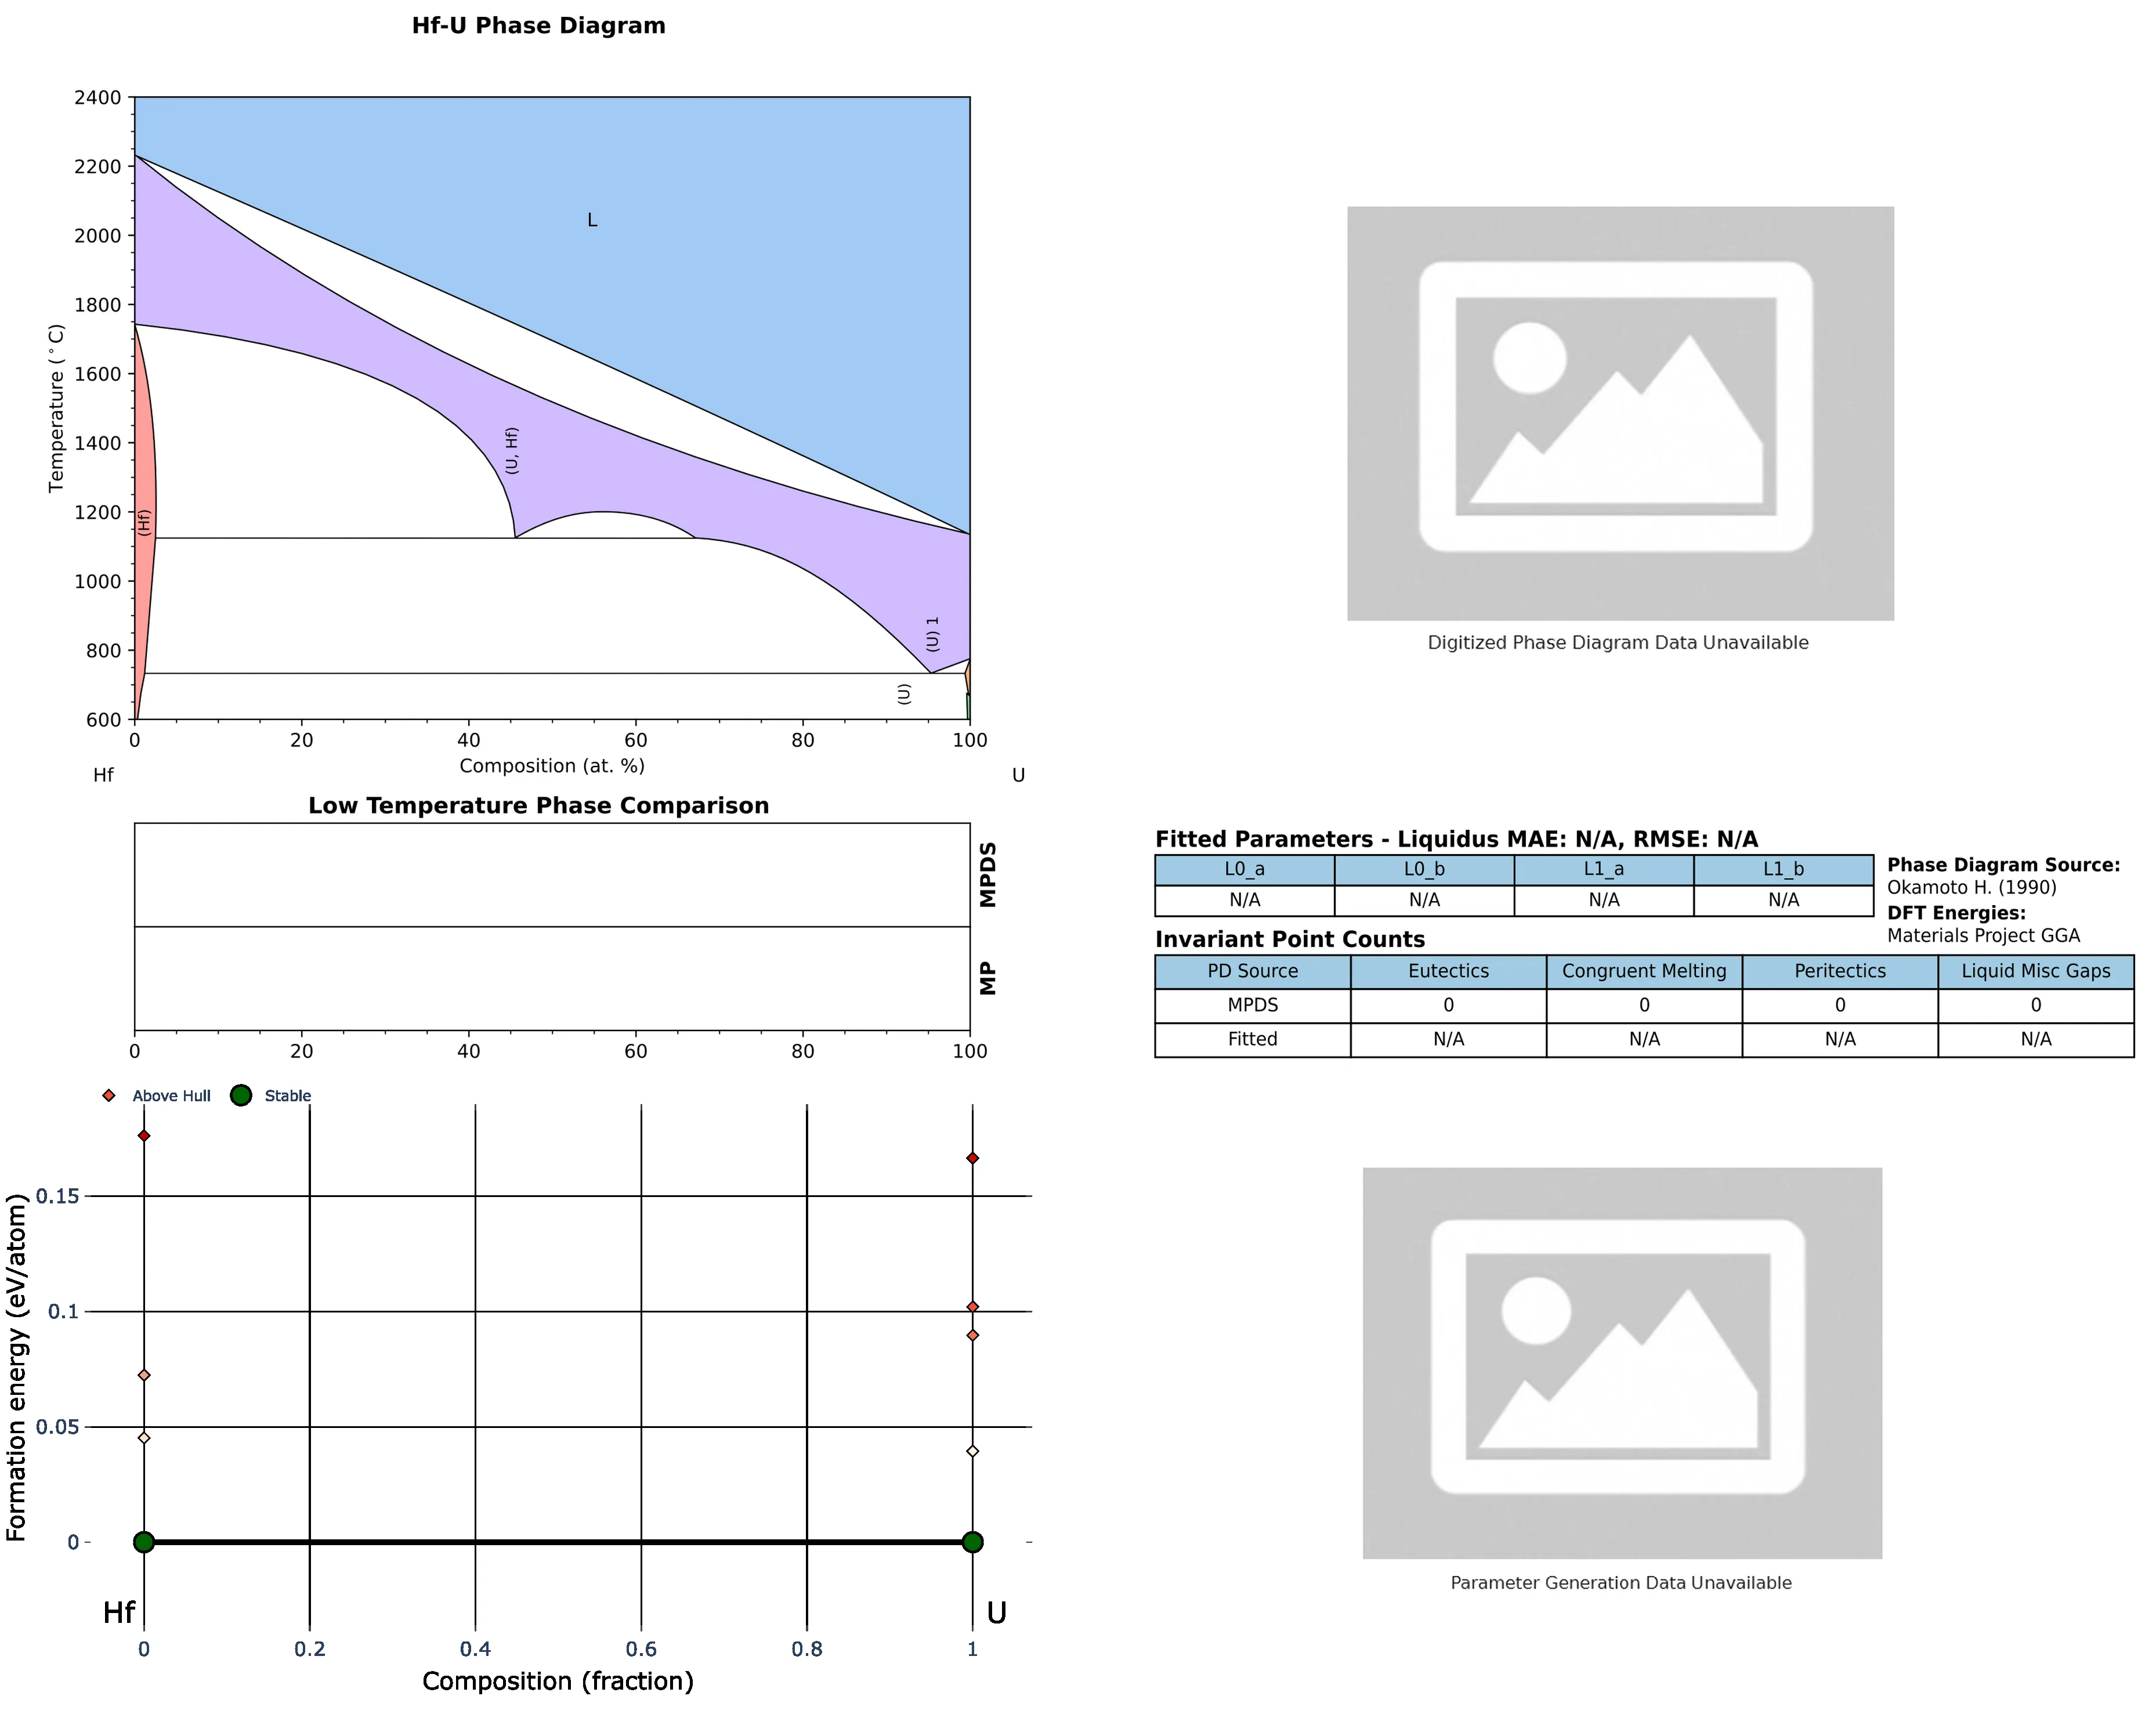 Hf-U Phase Diagram
2400
2200
2000
1800
1600
1400
1200
1000
800
600
Temperature (°C)
L
(U, Hf)
(Hf)
(U) 1
(U)
0 20 40 60 80 100
Hf Composition (at. %) U
Digitized Phase Diagram Data Unavailable
Low Temperature Phase Comparison
MPDS
MP
0 20 40 60 80 100
Fitted Parameters - Liquidus MAE: N/A, RMSE: N/A
L0_a L0_b L1_a L1_b
N/A N/A N/A N/A
Phase Diagram Source:
Okamoto H. (1990)
DFT Energies:
Materials Project GGA
Invariant Point Counts
PD Source Eutectics Congruent Melting Peritectics Liquid Misc Gaps
MPDS 0 0 0 0
Fitted N/A N/A N/A N/A
Above Hull Stable
0.15
0.1
0.05
0
Formation energy (eV/atom)
Hf U
0 0.2 0.4 0.6 0.8 1
Composition (fraction)
Parameter Generation Data Unavailable